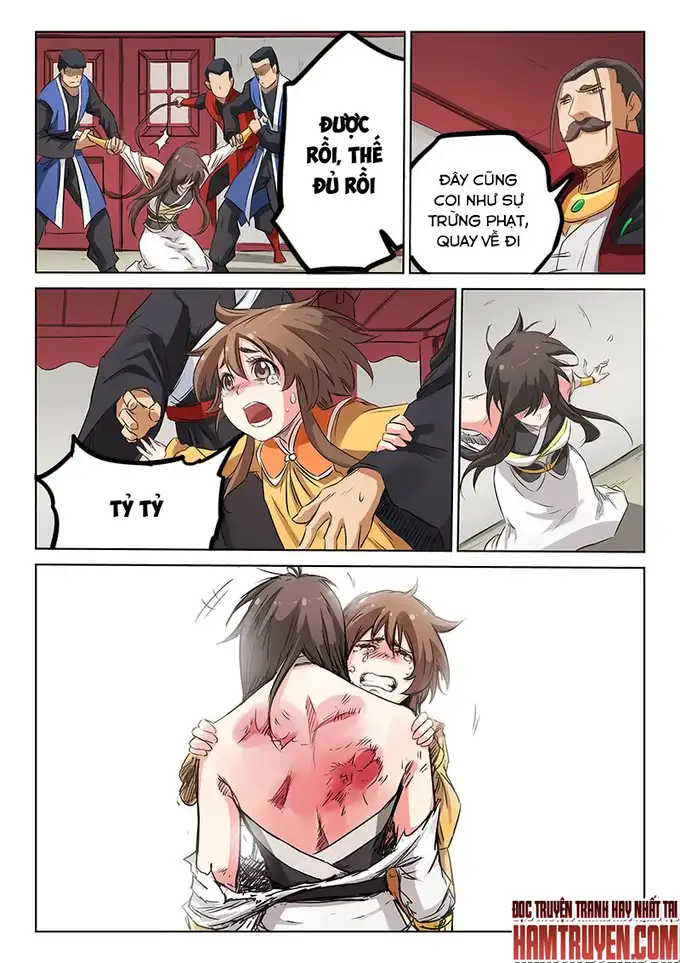 ĐƯỢC
RỒI, THẾ
ĐỦ RỒI
ĐÂY CŨNG
COI NHƯ SỰ
TRỪNG PHẠT,
QUAY VỀ ĐI
TỶ TỶ
ĐỌC TRUYỆN TRANH HAY NHẤT TẠI
HAMTRUYEN.COM